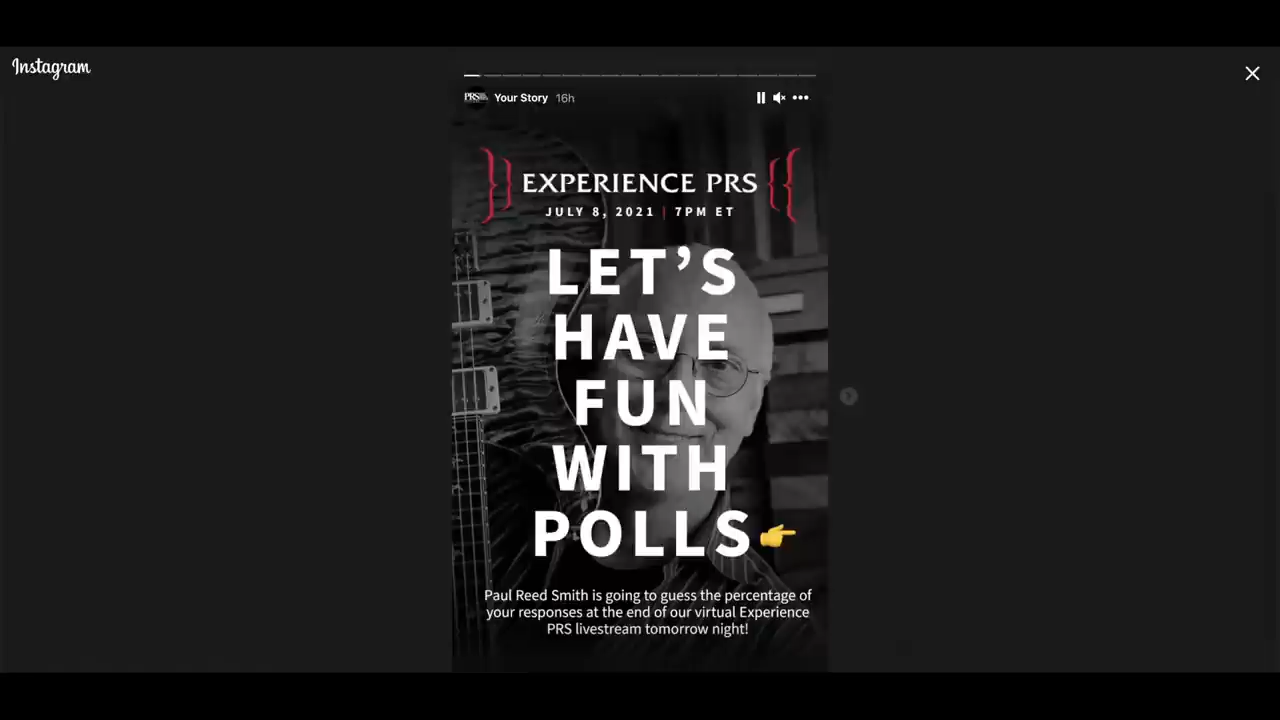 Instagram
PRS
Your Story 16h
EXPERIENCE PRS
JULY 8, 2021 | 7PM ET
LET’S
HAVE
FUN
WITH
POLLS
Paul Reed Smith is going to guess the percentage of
your responses at the end of our virtual Experience
PRS livestream tomorrow night!